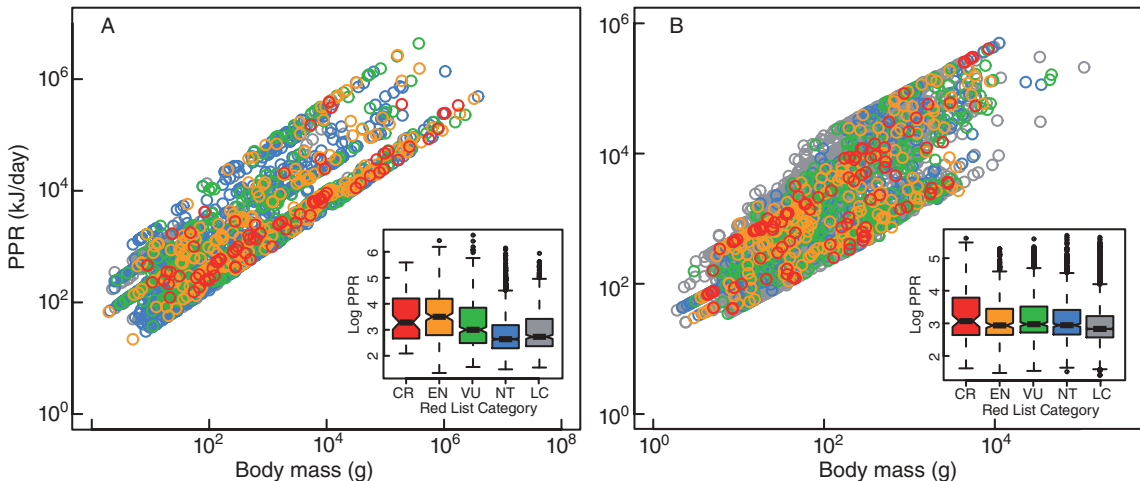 A
PPR (kJ/day)
10^6
10^4
10^2
10^0
10^2
10^4
10^6
10^8
Body mass (g)
Log PPR
6
5
4
3
2
CR EN VU NT LC
Red List Category
B
10^6
10^4
10^2
10^0
10^0
10^2
10^4
Body mass (g)
Log PPR
5
4
3
2
CR EN VU NT LC
Red List Category